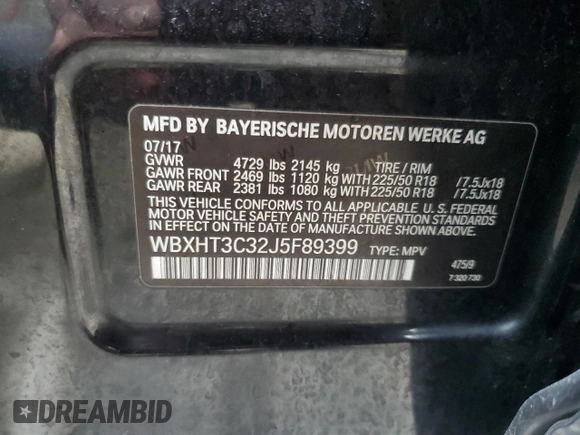 MFD BY BAYERISCHE MOTOREN WERKE AG
07/17
GVWR 4729 lbs 2145 kg TIRE / RIM
GAWR FRONT 2469 lbs 1120 kg WITH 225/50 R18 /7.5Jx18
GAWR REAR 2381 lbs 1080 kg WITH 225/50 R18 /7.5Jx18
THIS VEHICLE CONFORMS TO ALL APPLICABLE U. S. FEDERAL
MOTOR VEHICLE SAFETY, BUMPER, AND THEFT PREVENTION
STANDARDS IN EFFECT ON THE DATE OF MANUFACTURE SHOWN ABOVE.
WBXHT3C32J5F89399 TYPE: MPV
475/9
7 320 730
DREAMBID